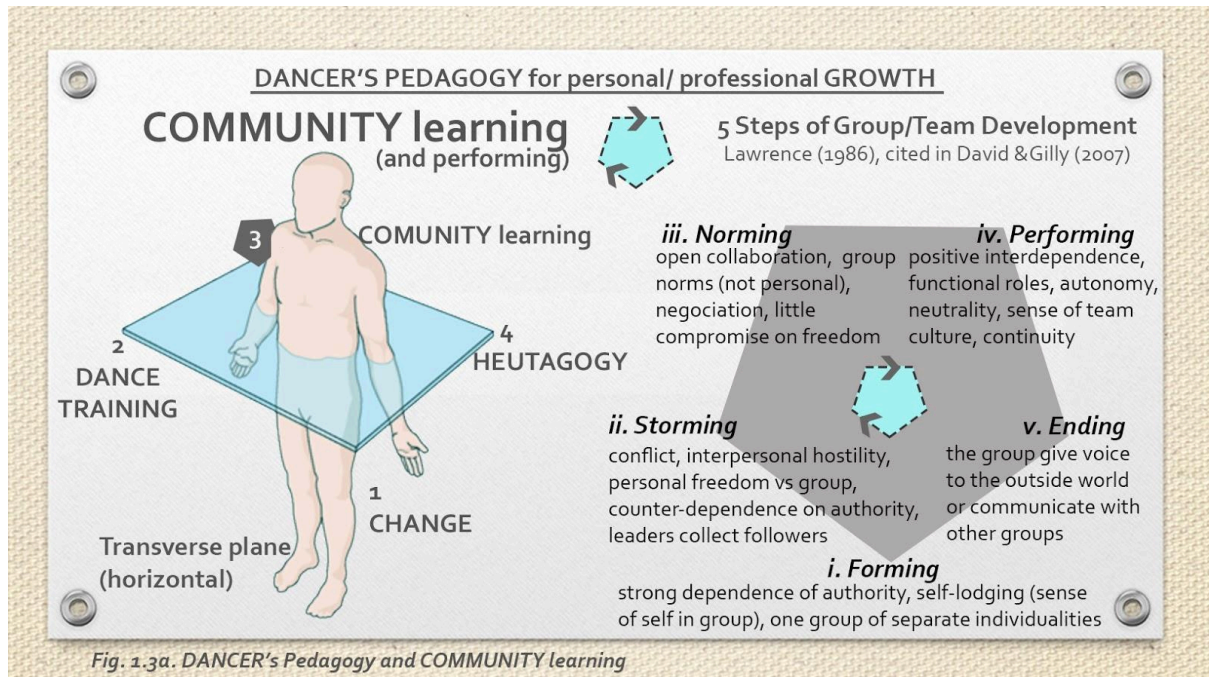 DANCER'S PEDAGOGY for personal/ professional GROWTH
COMMUNITY learning
(and performing)
5 Steps of Group/Team Development
Lawrence (1986), cited in David &Gilly (2007)
3
COMUNITY learning
2
DANCE
TRAINING
4
HEUTAGOGY
1
CHANGE
Transverse plane
(horizontal)
iii. Norming
open collaboration, group
norms (not personal),
negociation, little
compromise on freedom
iv. Performing
positive interdependence,
functional roles, autonomy,
neutrality, sense of team
culture, continuity
ii. Storming
conflict, interpersonal hostility,
personal freedom vs group,
counter-dependence on authority,
leaders collect followers
v. Ending
the group give voice
to the outside world
or communicate with
other groups
i. Forming
strong dependence of authority, self-lodging (sense
of self in group), one group of separate individualities
Fig. 1.3a. DANCER's Pedagogy and COMMUNITY learning